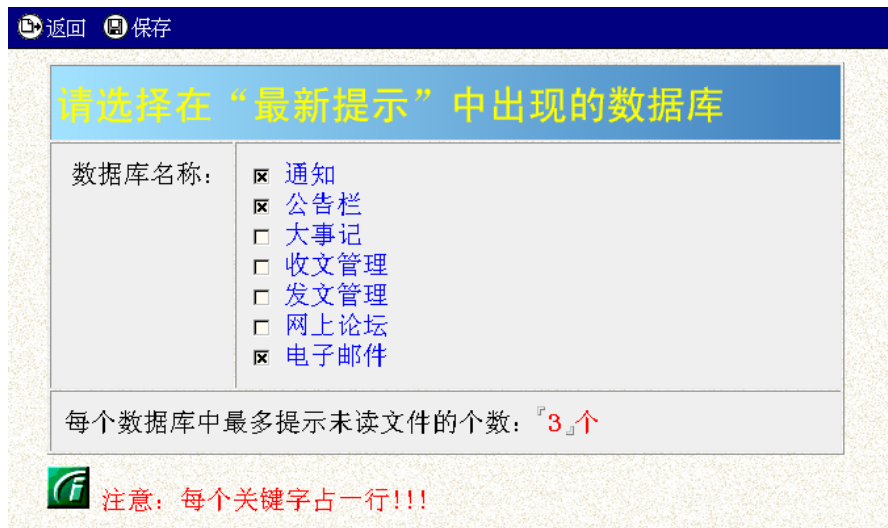 返回 保存
请选择在“最新提示”中出现的数据库
数据库名称： 通知
公告栏
大事记
收文管理
发文管理
网上论坛
电子邮件
每个数据库中最多提示未读文件的个数：『3』个
注意：每个关键字占一行!!!